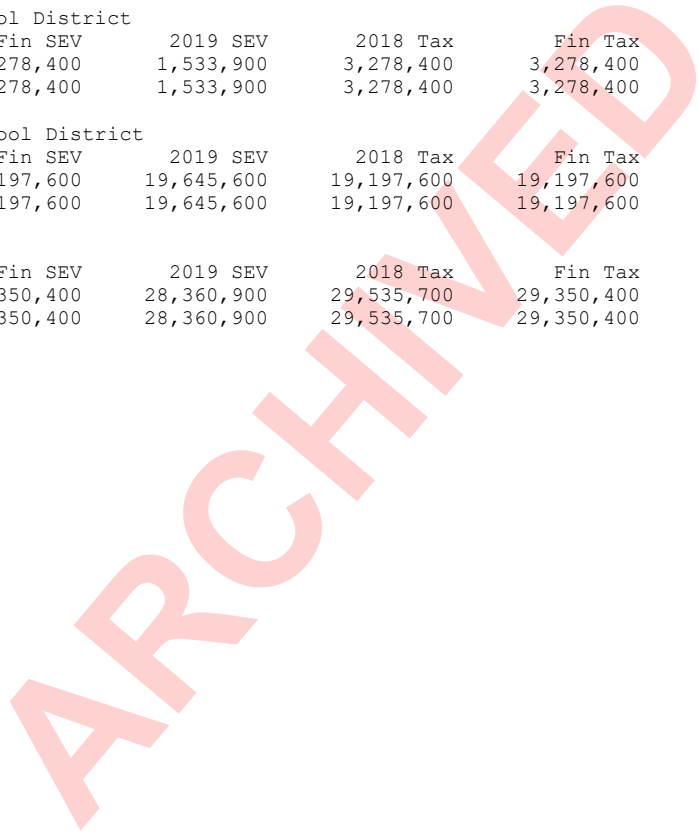 ol District
Fin SEV 2019 SEV 2018 Tax Fin Tax
278,400 1,533,900 3,278,400 3,278,400
278,400 1,533,900 3,278,400 3,278,400
ool District
Fin SEV 2019 SEV 2018 Tax Fin Tax
197,600 19,645,600 19,197,600 19,197,600
197,600 19,645,600 19,197,600 19,197,600
Fin SEV 2019 SEV 2018 Tax Fin Tax
350,400 28,360,900 29,535,700 29,350,400
350,400 28,360,900 29,535,700 29,350,400
ARCHIVED